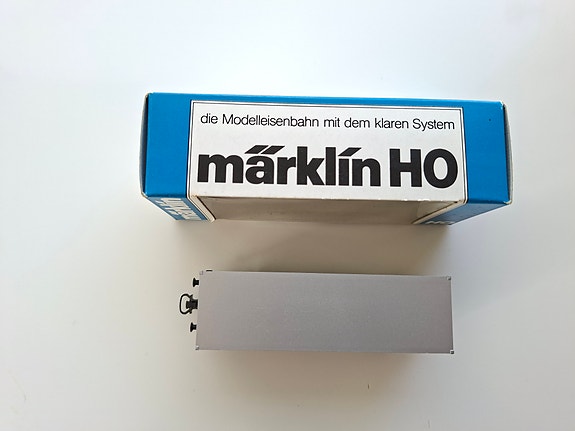 die Modelleisenbahn mit dem klaren System
märklin HO